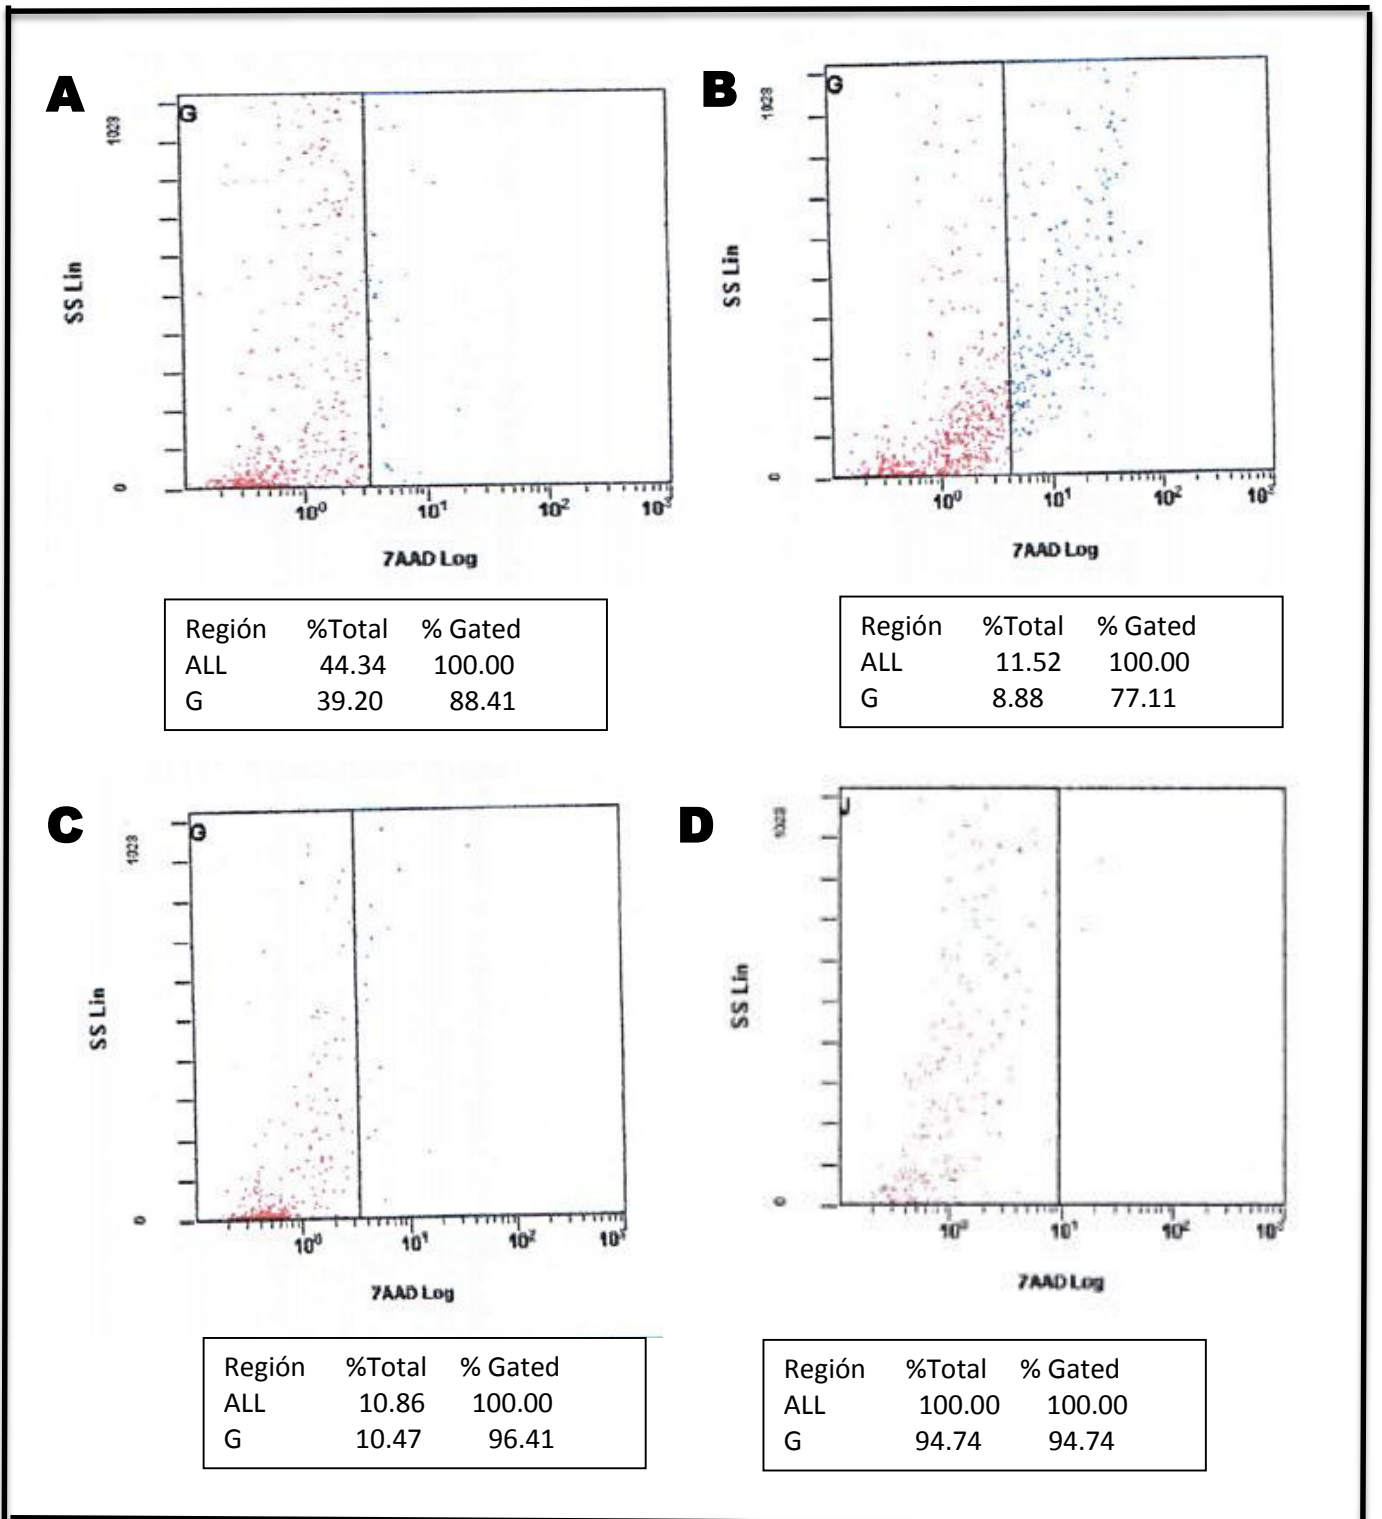 A
G
1023
SS Lin
0
10⁰ 10¹ 10² 10³
7AAD Log
Región %Total % Gated
ALL 44.34 100.00
G 39.20 88.41
B
G
1023
SS Lin
0
10⁰ 10¹ 10² 10³
7AAD Log
Región %Total % Gated
ALL 11.52 100.00
G 8.88 77.11
C
G
1023
SS Lin
0
10⁰ 10¹ 10² 10³
7AAD Log
Región %Total % Gated
ALL 10.86 100.00
G 10.47 96.41
D
J
1023
SS Lin
0
10⁰ 10¹ 10² 10³
7AAD Log
Región %Total % Gated
ALL 100.00 100.00
G 94.74 94.74